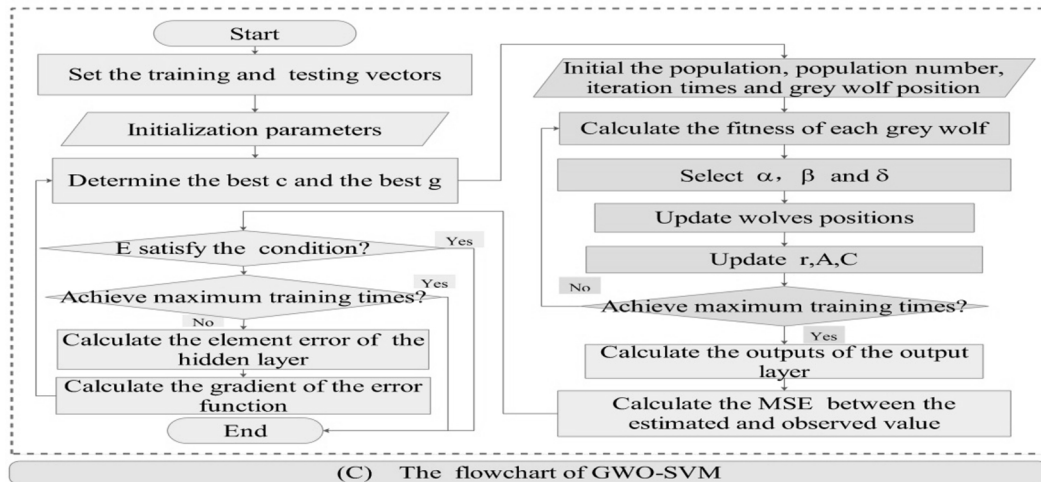 Start
Set the training and testing vectors
Initialization parameters
Determine the best c and the best g
E satisfy the condition?
Yes
Achieve maximum training times?
Yes
No
Calculate the element error of the
hidden layer
Calculate the gradient of the error
function
End
Initial the population, population number,
iteration times and grey wolf position
Calculate the fitness of each grey wolf
Select α, β and δ
Update wolves positions
Update r,A,C
No
Achieve maximum training times?
Yes
Calculate the outputs of the output
layer
Calculate the MSE between the
estimated and observed value
(C) The flowchart of GWO-SVM